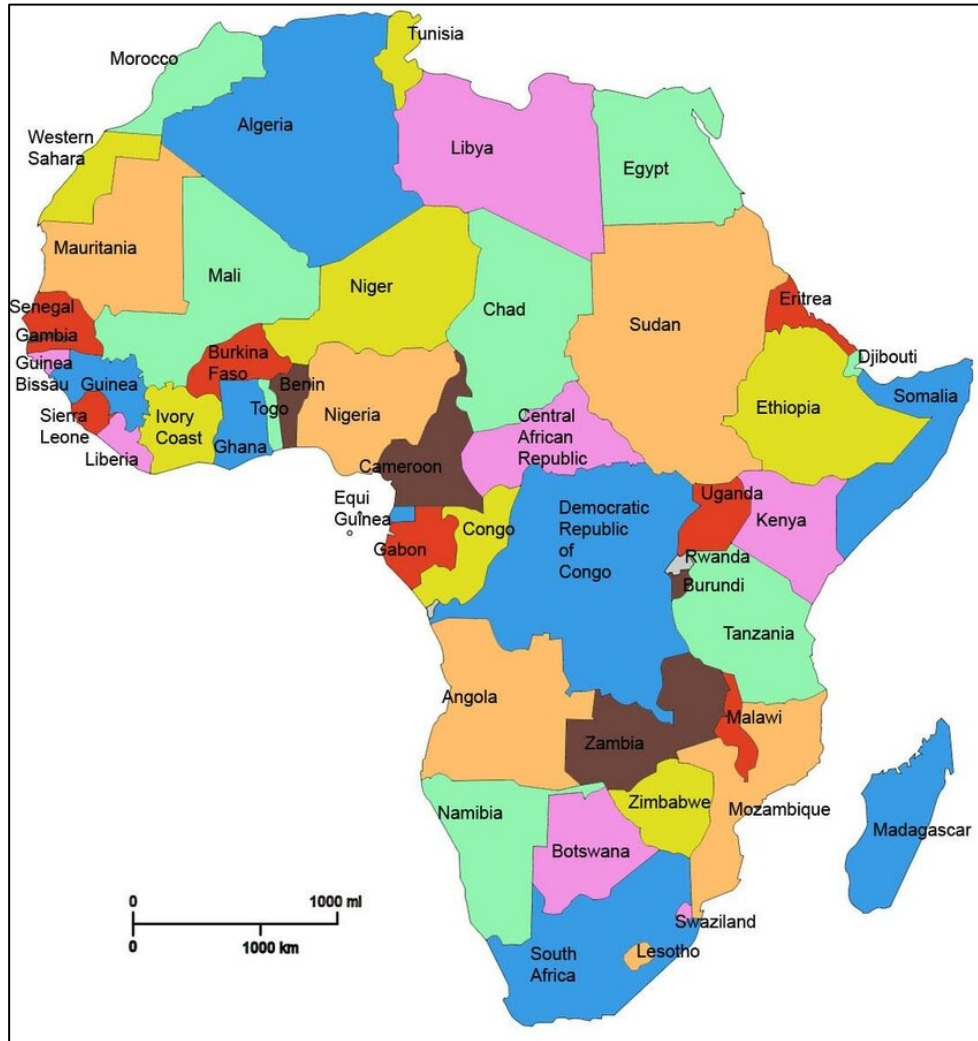 Tunisia
Morocco
Algeria
Western
Sahara
Libya
Egypt
Mauritania
Mali
Niger
Chad
Sudan
Eritrea
Senegal
Gambia
Guinea
Bissau
Guinea
Burkina
Faso
Benin
Togo
Nigeria
Djibouti
Somalia
Ethiopia
Sierra
Leone
Liberia
Ivory
Coast
Ghana
Cameroon
Central
African
Republic
Equi
Guinea
Gabon
Congo
Democratic
Republic
of
Congo
Uganda
Kenya
Rwanda
Burundi
Tanzania
Angola
Zambia
Malawi
Mozambique
Zimbabwe
Namibia
Botswana
Madagascar
Swaziland
Lesotho
South
Africa
0 1000 mi
0 1000 km